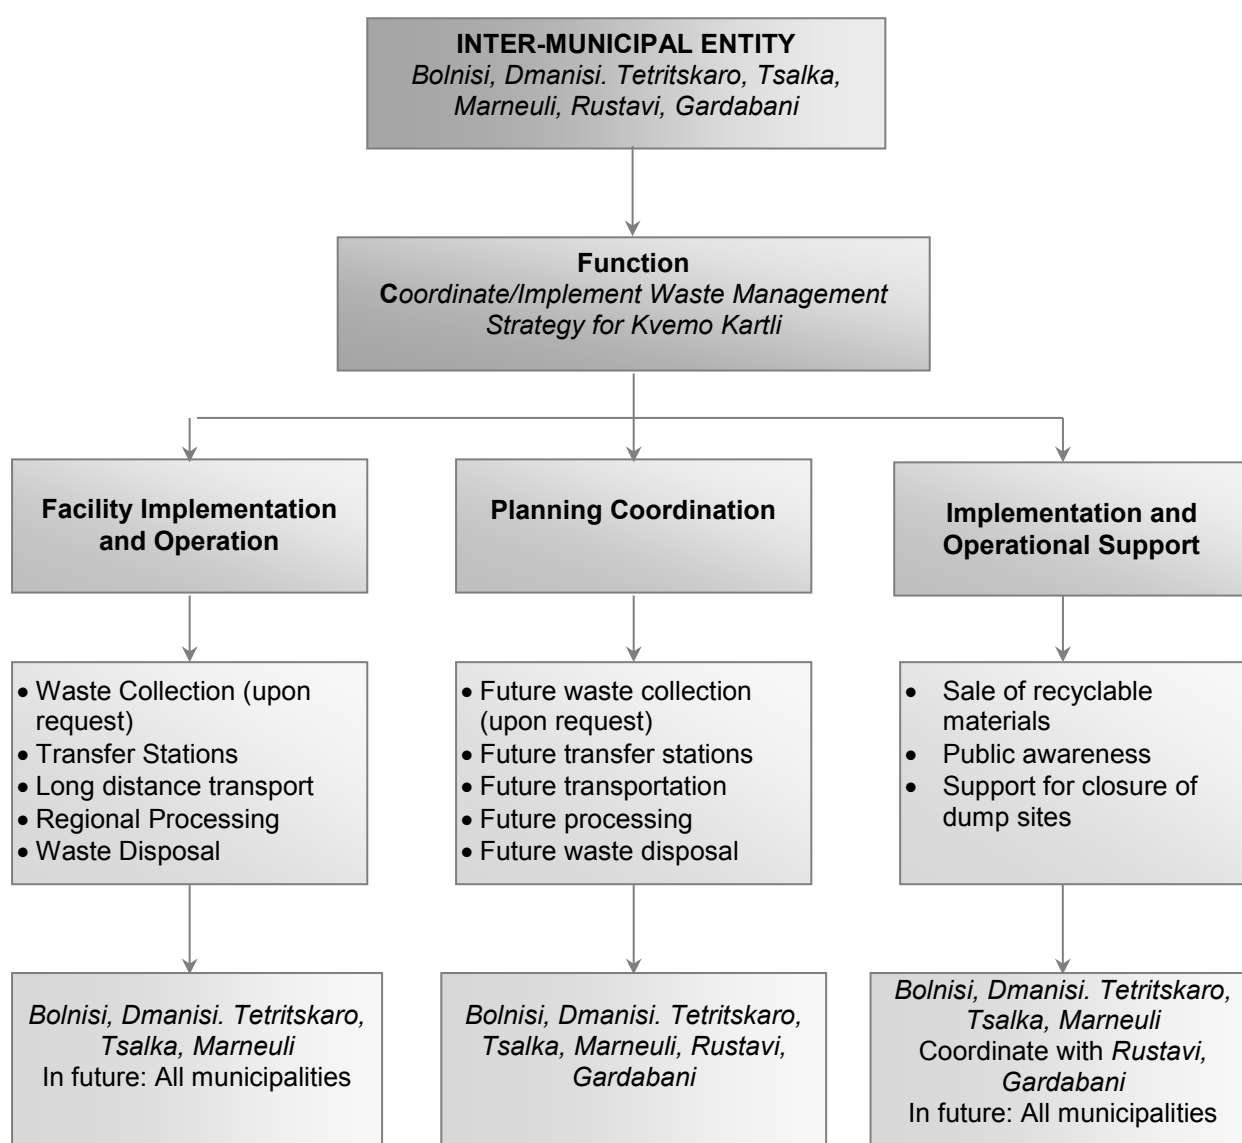 INTER-MUNICIPAL ENTITY
Bolnisi, Dmanisi. Tetritskaro, Tsalka,
Marneuli, Rustavi, Gardabani
Function
Coordinate/Implement Waste Management
Strategy for Kvemo Kartli
Facility Implementation
and Operation
Planning Coordination
Implementation and
Operational Support
• Waste Collection (upon
request)
• Transfer Stations
• Long distance transport
• Regional Processing
• Waste Disposal
• Future waste collection
(upon request)
• Future transfer stations
• Future transportation
• Future processing
• Future waste disposal
• Sale of recyclable
materials
• Public awareness
• Support for closure of
dump sites
Bolnisi, Dmanisi. Tetritskaro,
Tsalka, Marneuli
In future: All municipalities
Bolnisi, Dmanisi. Tetritskaro,
Tsalka, Marneuli, Rustavi,
Gardabani
Bolnisi, Dmanisi. Tetritskaro,
Tsalka, Marneuli
Coordinate with Rustavi,
Gardabani
In future: All municipalities